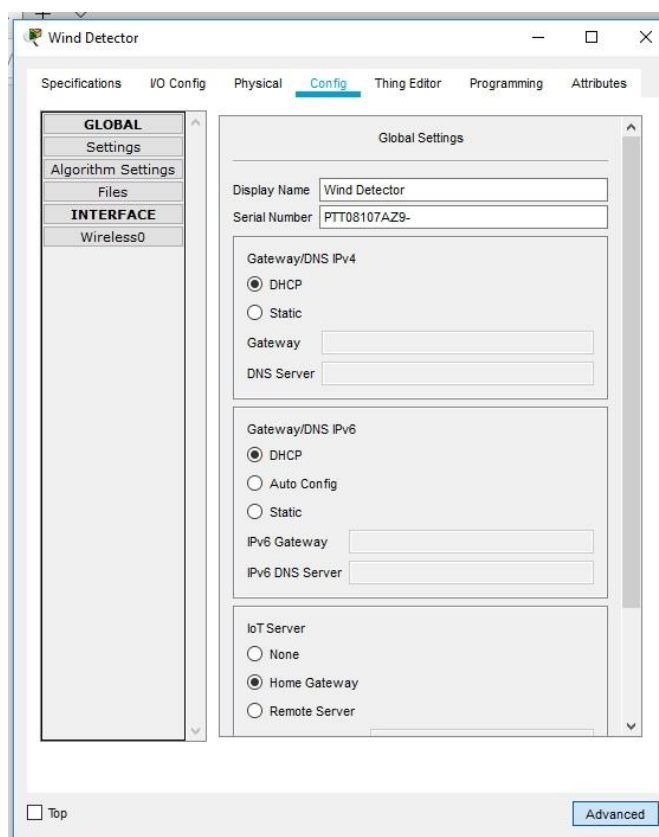 Wind Detector
Specifications I/O Config Physical Config Thing Editor Programming Attributes
GLOBAL
Settings
Algorithm Settings
Files
INTERFACE
Wireless0
Global Settings
Display Name Wind Detector
Serial Number PTT08107AZ9-
Gateway/DNS IPv4
DHCP
Static
Gateway
DNS Server
Gateway/DNS IPv6
DHCP
Auto Config
Static
IPv6 Gateway
IPv6 DNS Server
IoT Server
None
Home Gateway
Remote Server
Top
Advanced